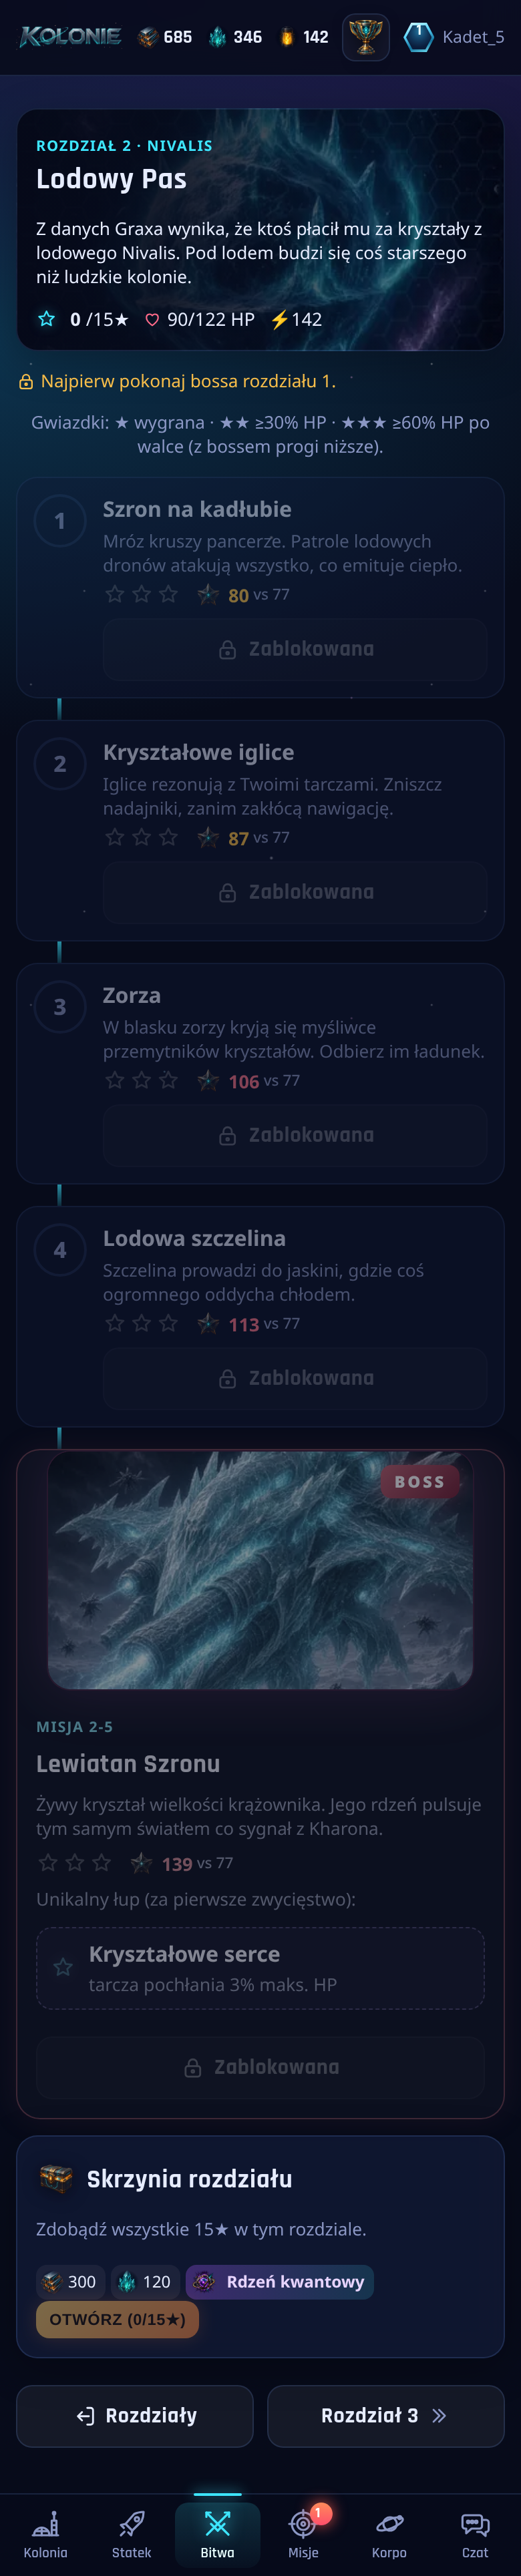 KOLONIE 685 346 142 1 Kadet_5
ROZDZIAŁ 2 · NIVALIS
Lodowy Pas
Z danych Graxa wynika, że ktoś płacił mu za kryształy z
lodowego Nivalis. Pod lodem budzi się coś starszego
niż ludzkie kolonie.
0 /15★ 90/122 HP ⚡142
Najpierw pokonaj bossa rozdziału 1.
Gwiazdki: ★ wygrana · ★★ ≥30% HP · ★★★ ≥60% HP po
walce (z bossem progi niższe).
1 Szron na kadłubie
Mróz kruszy pancerze. Patrole lodowych
dronów atakują wszystko, co emituje ciepło.
80 vs 77
Zablokowana
2 Kryształowe iglice
Iglice rezonują z Twoimi tarczami. Zniszcz
nadajniki, zanim zakłócą nawigację.
87 vs 77
Zablokowana
3 Zorza
W blasku zorzy kryją się myśliwce
przemytników kryształów. Odbierz im ładunek.
106 vs 77
Zablokowana
4 Lodowa szczelina
Szczelina prowadzi do jaskini, gdzie coś
ogromnego oddycha chłodem.
113 vs 77
Zablokowana
BOSS
MISJA 2-5
Lewiatan Szronu
Żywy kryształ wielkości krążownika. Jego rdzeń pulsuje
tym samym światłem co sygnał z Kharona.
139 vs 77
Unikalny łup (za pierwsze zwycięstwo):
Kryształowe serce
tarcza pochłania 3% maks. HP
Zablokowana
Skrzynia rozdziału
Zdobądź wszystkie 15★ w tym rozdziale.
300 120 Rdzeń kwantowy
OTWÓRZ (0/15★)
Rozdziały Rozdział 3
1
Kolonia Statek Bitwa Misje Korpo Czat